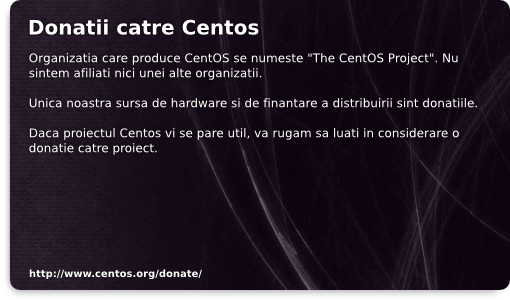 Donatii catre Centos
Organizatia care produce CentOS se numeste "The CentOS Project". Nu
sintem afiliati nici unei alte organizatii.
Unica noastra sursa de hardware si de finantare a distribuirii sint donatiile.
Daca proiectul Centos vi se pare util, va rugam sa luati in considerare o
donatie catre proiect.
http://www.centos.org/donate/